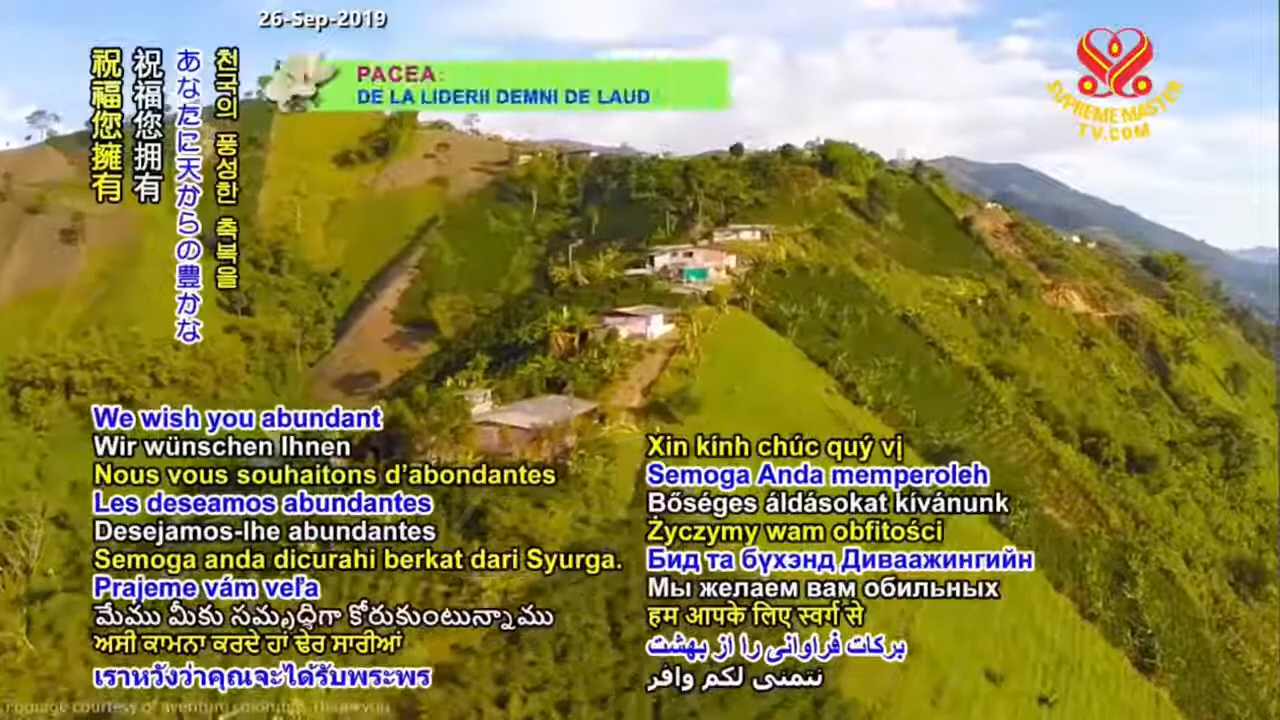 26-Sep-2019
PACEA:
DE LA LIDERII DEMNI DE LAUD
SUPREME MASTER
TV.COM
祝福您擁有
祝福您拥有
あなたに天からの豊かな
천국의 풍성한 축복을
We wish you abundant
Wir wünschen Ihnen
Nous vous souhaitons d'abondantes
Les deseamos abundantes
Desejamos-lhe abundantes
Semoga anda dicurahi berkat dari Syurga.
Prajeme vám veľa
మేము మీకు సమృద్ధిగా కోరుకుంటున్నాము
ਅਸੀ ਕਾਮਨਾ ਕਰਦੇ ਹਾਂ ਢੇਰ ਸਾਰੀਆਂ
เราหวังว่าคุณจะได้รับพระพร
Xin kính chúc quý vị
Semoga Anda memperoleh
Bőséges áldásokat kívánunk
Życzymy wam obfitości
Бид та бүхэнд Диваажингийн
Мы желаем вам обильных
हम आपके लिए स्वर्ग से
برکات فراوانی را از بهشت
نتمنى لكم وافر
Footage courtesy of